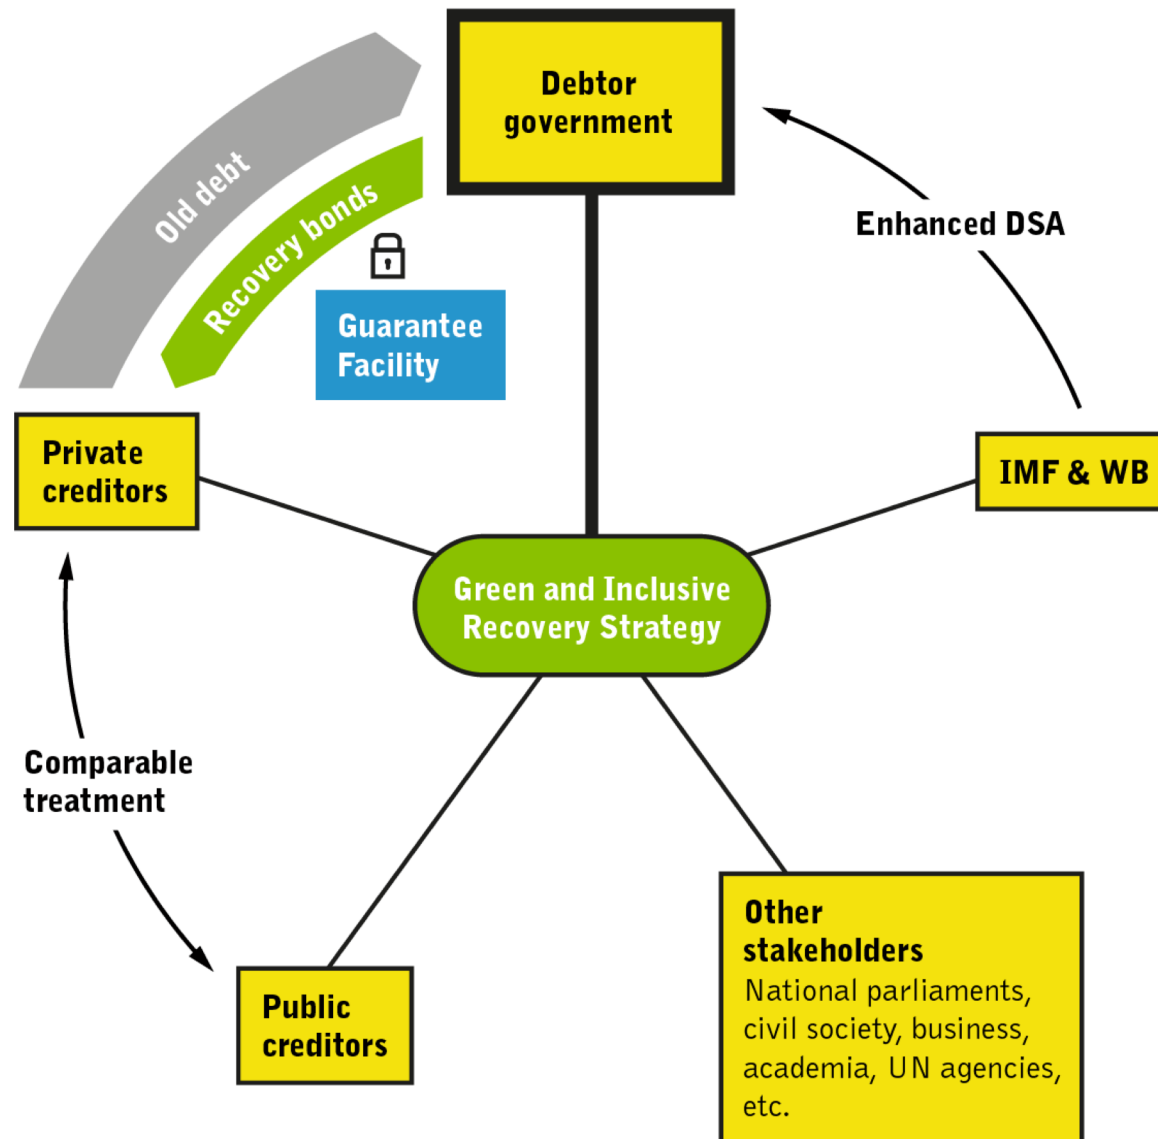 Debtor
government
Old debt
Recovery bonds
Guarantee
Facility
Enhanced DSA
Private
creditors
IMF & WB
Green and Inclusive
Recovery Strategy
Comparable
treatment
Public
creditors
Other
stakeholders
National parliaments,
civil society, business,
academia, UN agencies,
etc.